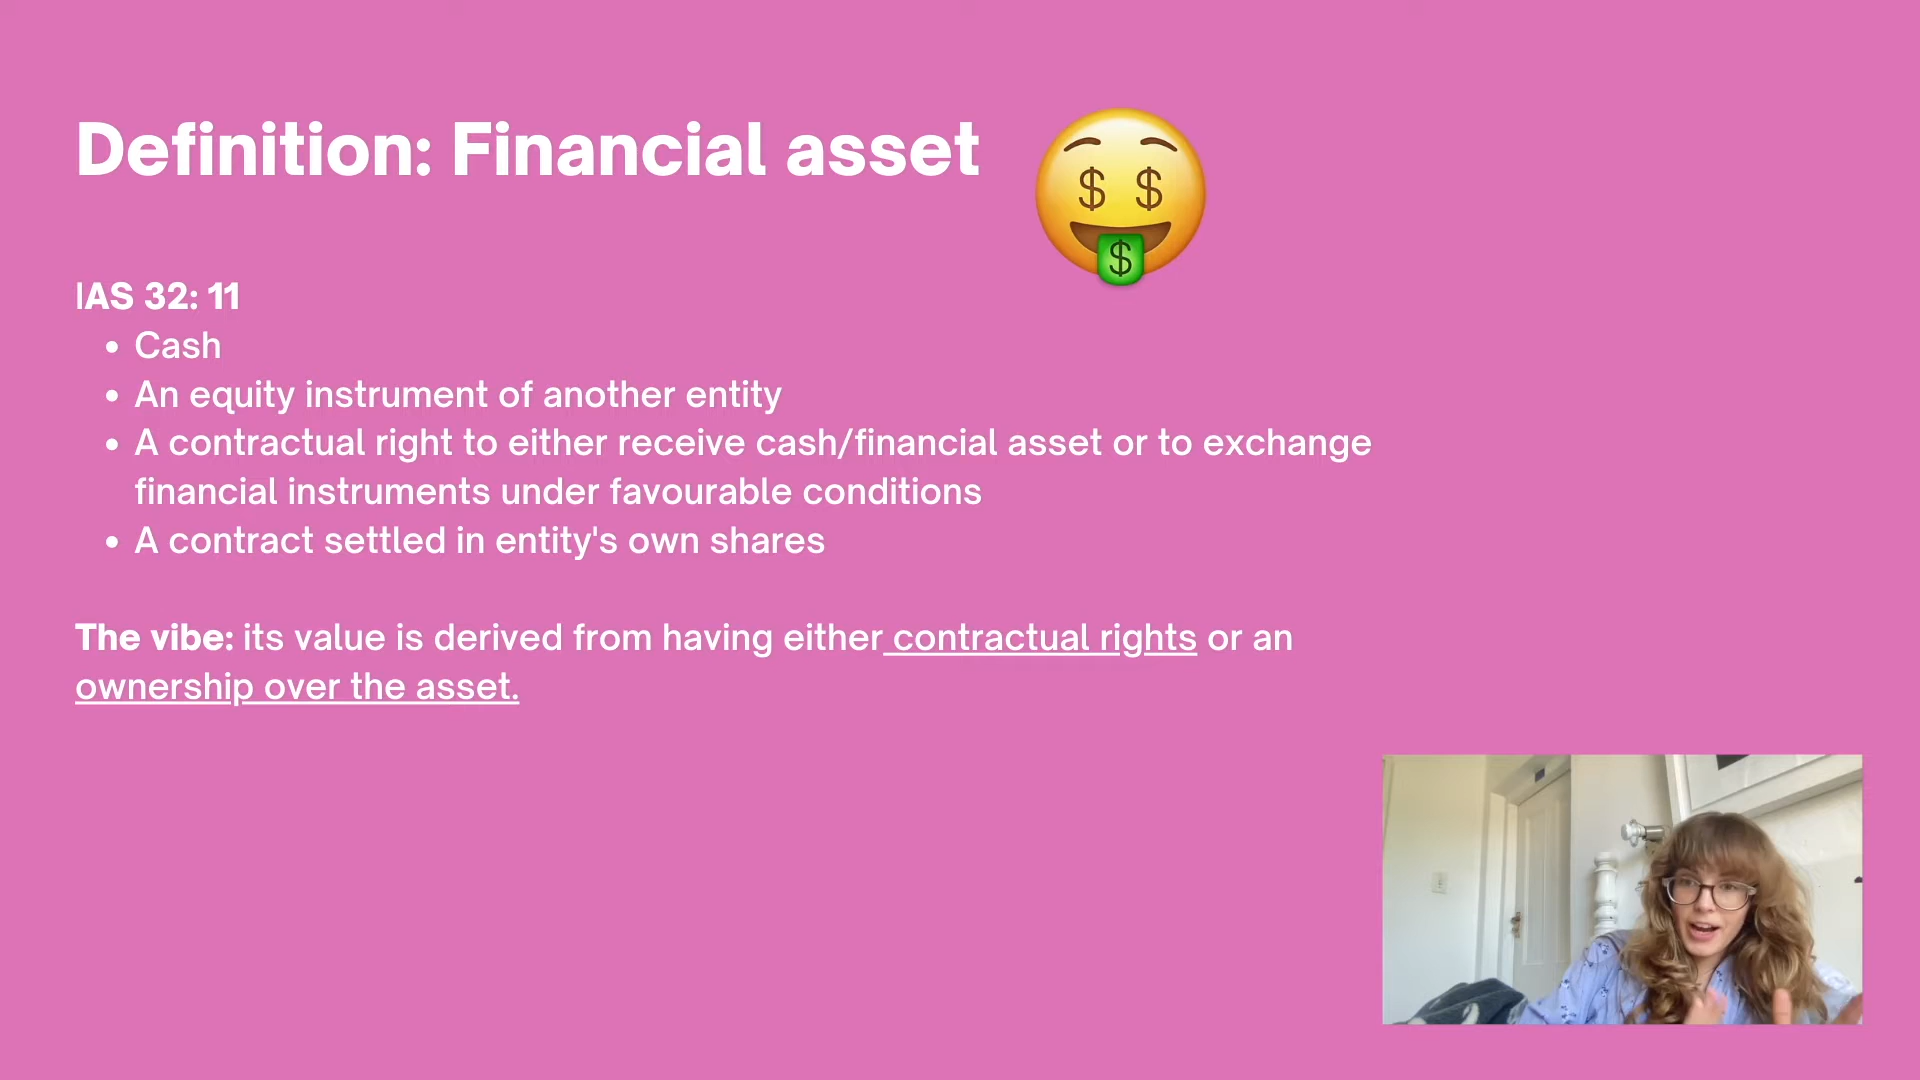 Definition: Financial asset
$ $
$
IAS 32: 11
• Cash
• An equity instrument of another entity
• A contractual right to either receive cash/financial asset or to exchange
financial instruments under favourable conditions
• A contract settled in entity's own shares
The vibe: its value is derived from having either contractual rights or an
ownership over the asset.